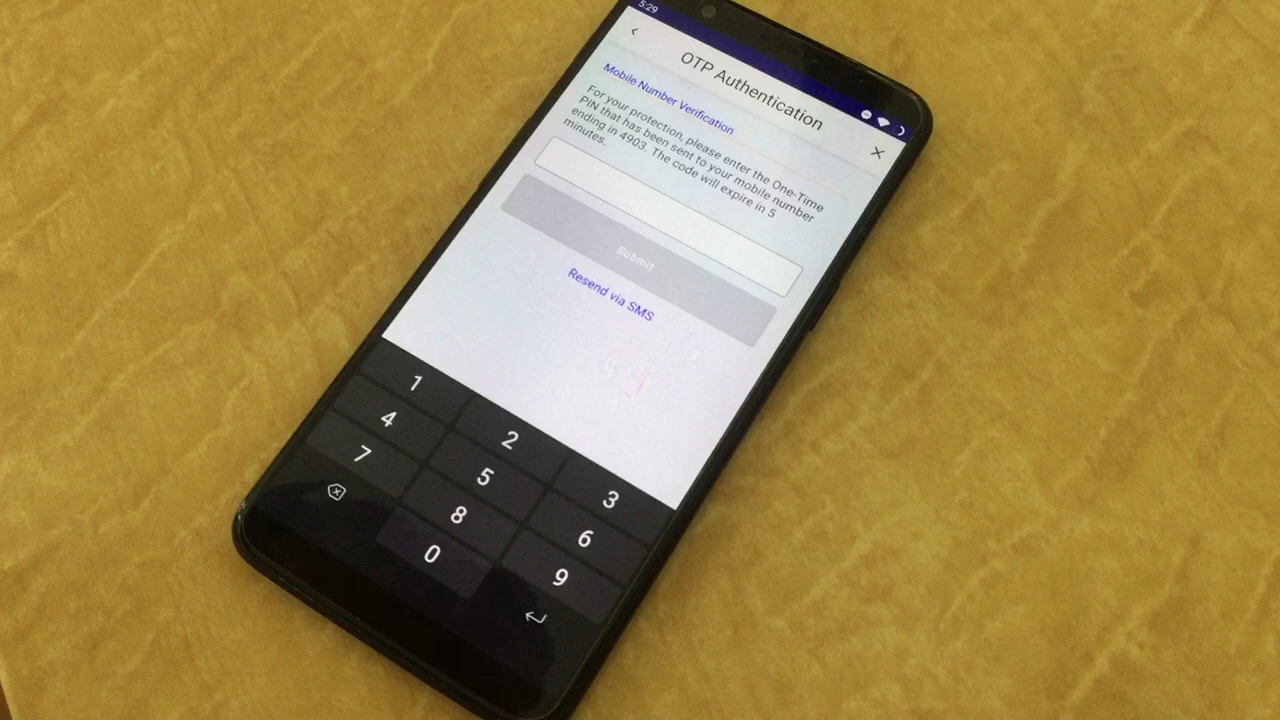 5:29
OTP Authentication
Mobile Number Verification
For your protection, please enter the One-Time
PIN that has been sent to your mobile number
ending in 4903. The code will expire in 5
minutes.
Submit
Resend via SMS
1 2 3
4 5 6
7 8 9
0